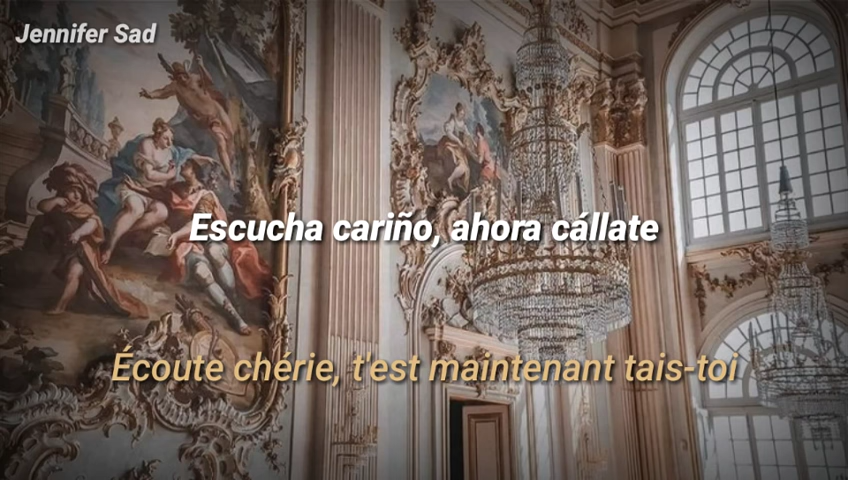 Jennifer Sad
Escucha cariño, ahora cállate
Écoute chérie, t'est maintenant tais-toi